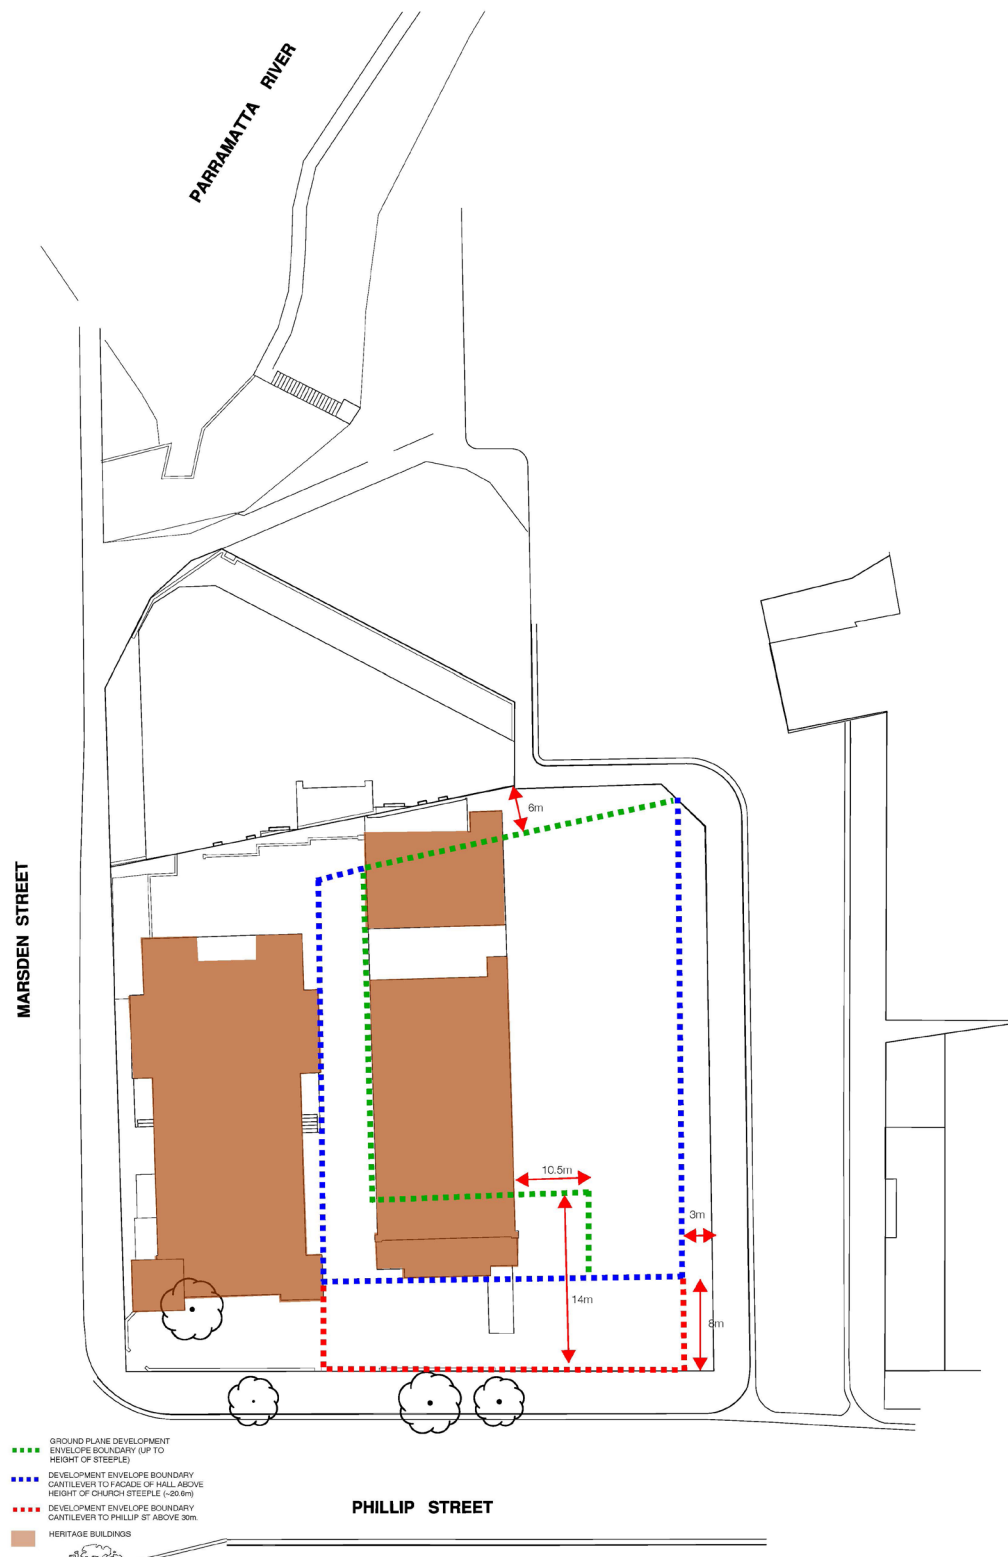 PARRAMATTA RIVER
6m
MARSDEN STREET
10.5m
3m
14m
8m
GROUND PLANE DEVELOPMENT
ENVELOPE BOUNDARY (UP TO
HEIGHT OF STEEPLE)
DEVELOPMENT ENVELOPE BOUNDARY
CANTILEVER TO FACADE OF HALL ABOVE
HEIGHT OF CHURCH STEEPLE (~20.6m)
DEVELOPMENT ENVELOPE BOUNDARY
CANTILEVER TO PHILLIP ST ABOVE 30m.
PHILLIP STREET
HERITAGE BUILDINGS